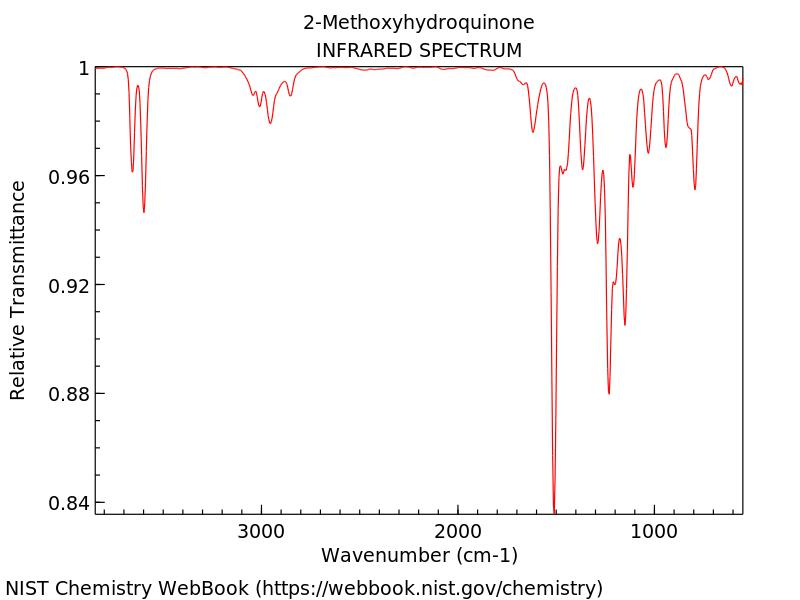 2-Methoxyhydroquinone
INFRARED SPECTRUM
1
0.96
0.92
0.88
0.84
Relative Transmittance
3000 2000 1000
Wavenumber (cm-1)
NIST Chemistry WebBook (https://webbook.nist.gov/chemistry)